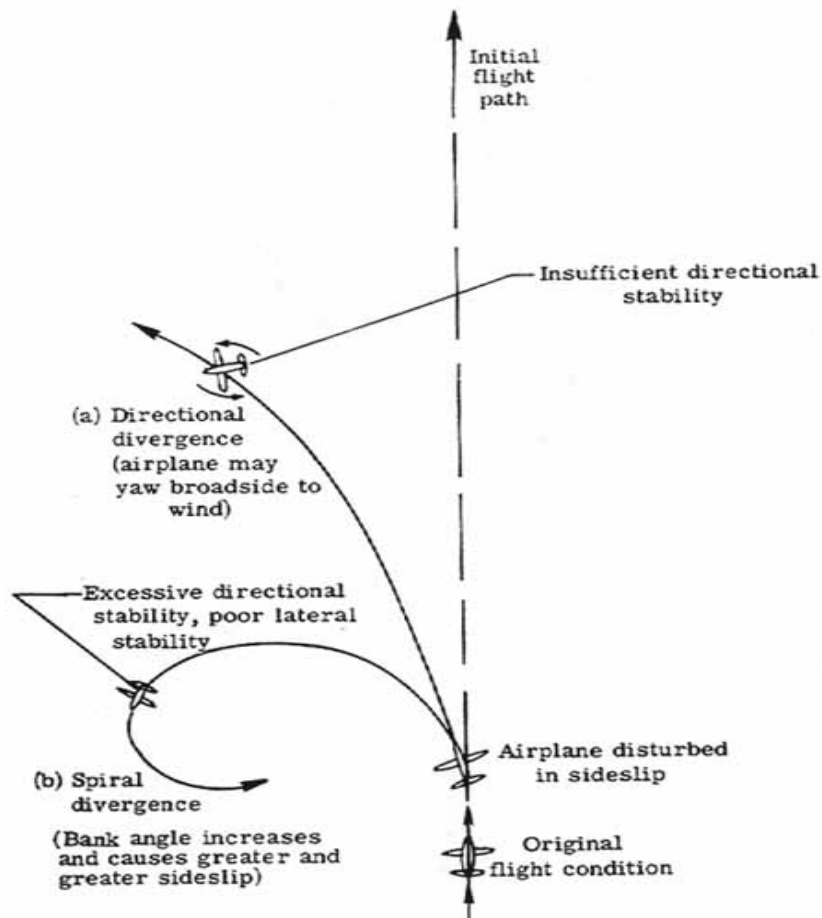 Initial
flight
path
Insufficient directional
stability
(a) Directional
divergence
(airplane may
yaw broadside to
wind)
Excessive directional
stability, poor lateral
stability
Airplane disturbed
in sideslip
(b) Spiral
divergence
(Bank angle increases
and causes greater and
greater sideslip)
Original
flight condition